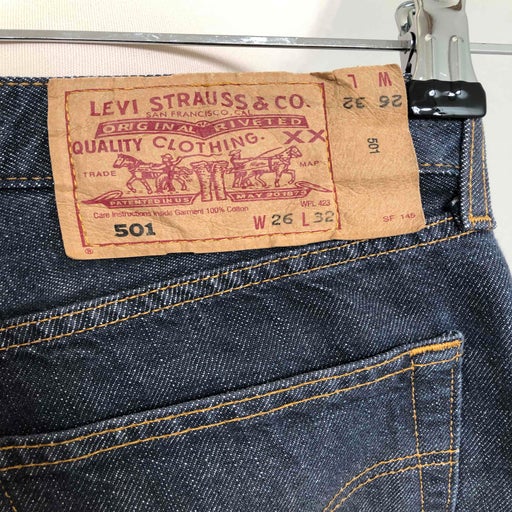 LEVI STRAUSS & CO.
SAN FRANCISCO, CAL.
ORIGINAL RIVETED
QUALITY CLOTHING. XX
TRADE MARK
PATENTED IN U S MAY 20 1873
WPL 423
Care Instructions Inside Garment 100% Cotton
® 501 W 26 L 32 SF 145
W L
26 32
501